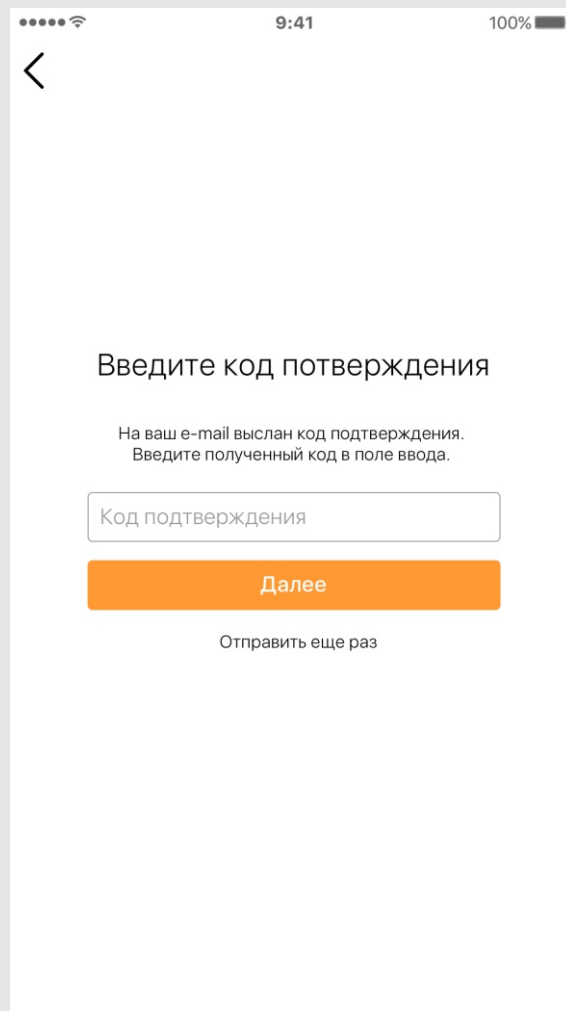 9:41
100%
Введите код потверждения
На ваш e-mail выслан код подтверждения.
Введите полученный код в поле ввода.
Код подтверждения
Далее
Отправить еще раз